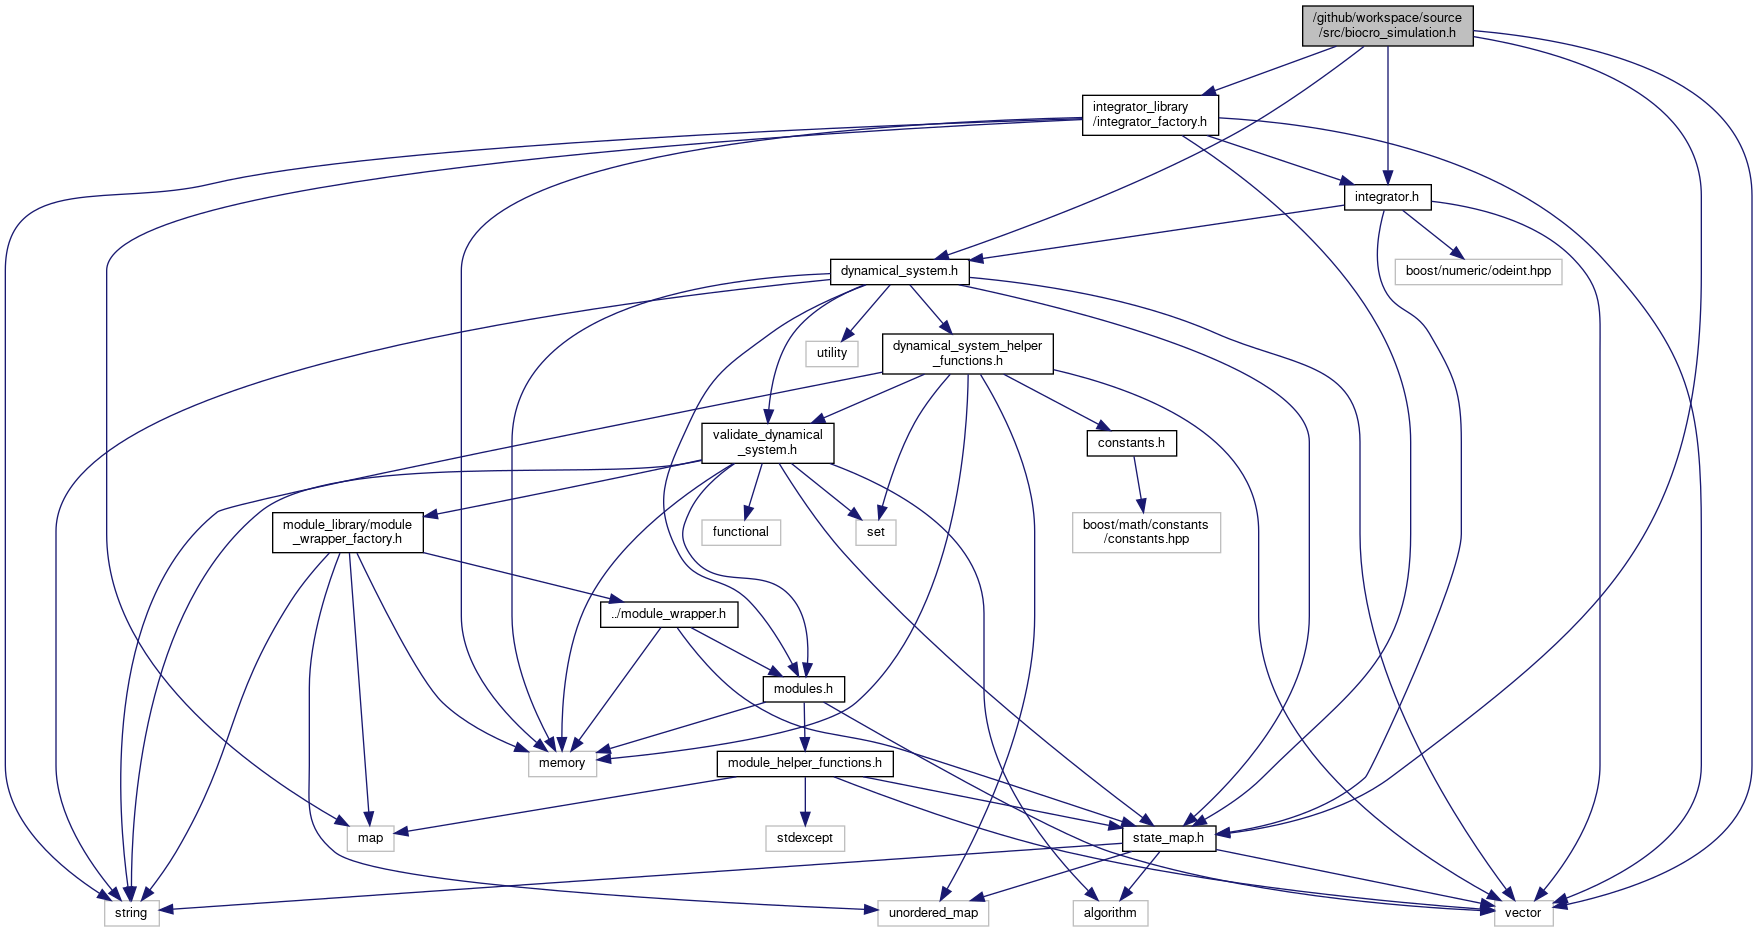 /github/workspace/source
/src/biocro_simulation.h
integrator_library
/integrator_factory.h
integrator.h
dynamical_system.h
boost/numeric/odeint.hpp
utility
dynamical_system_helper
_functions.h
validate_dynamical
_system.h
constants.h
module_library/module
_wrapper_factory.h
functional
set
boost/math/constants
/constants.hpp
../module_wrapper.h
modules.h
memory
module_helper_functions.h
map
stdexcept
state_map.h
string
unordered_map
algorithm
vector